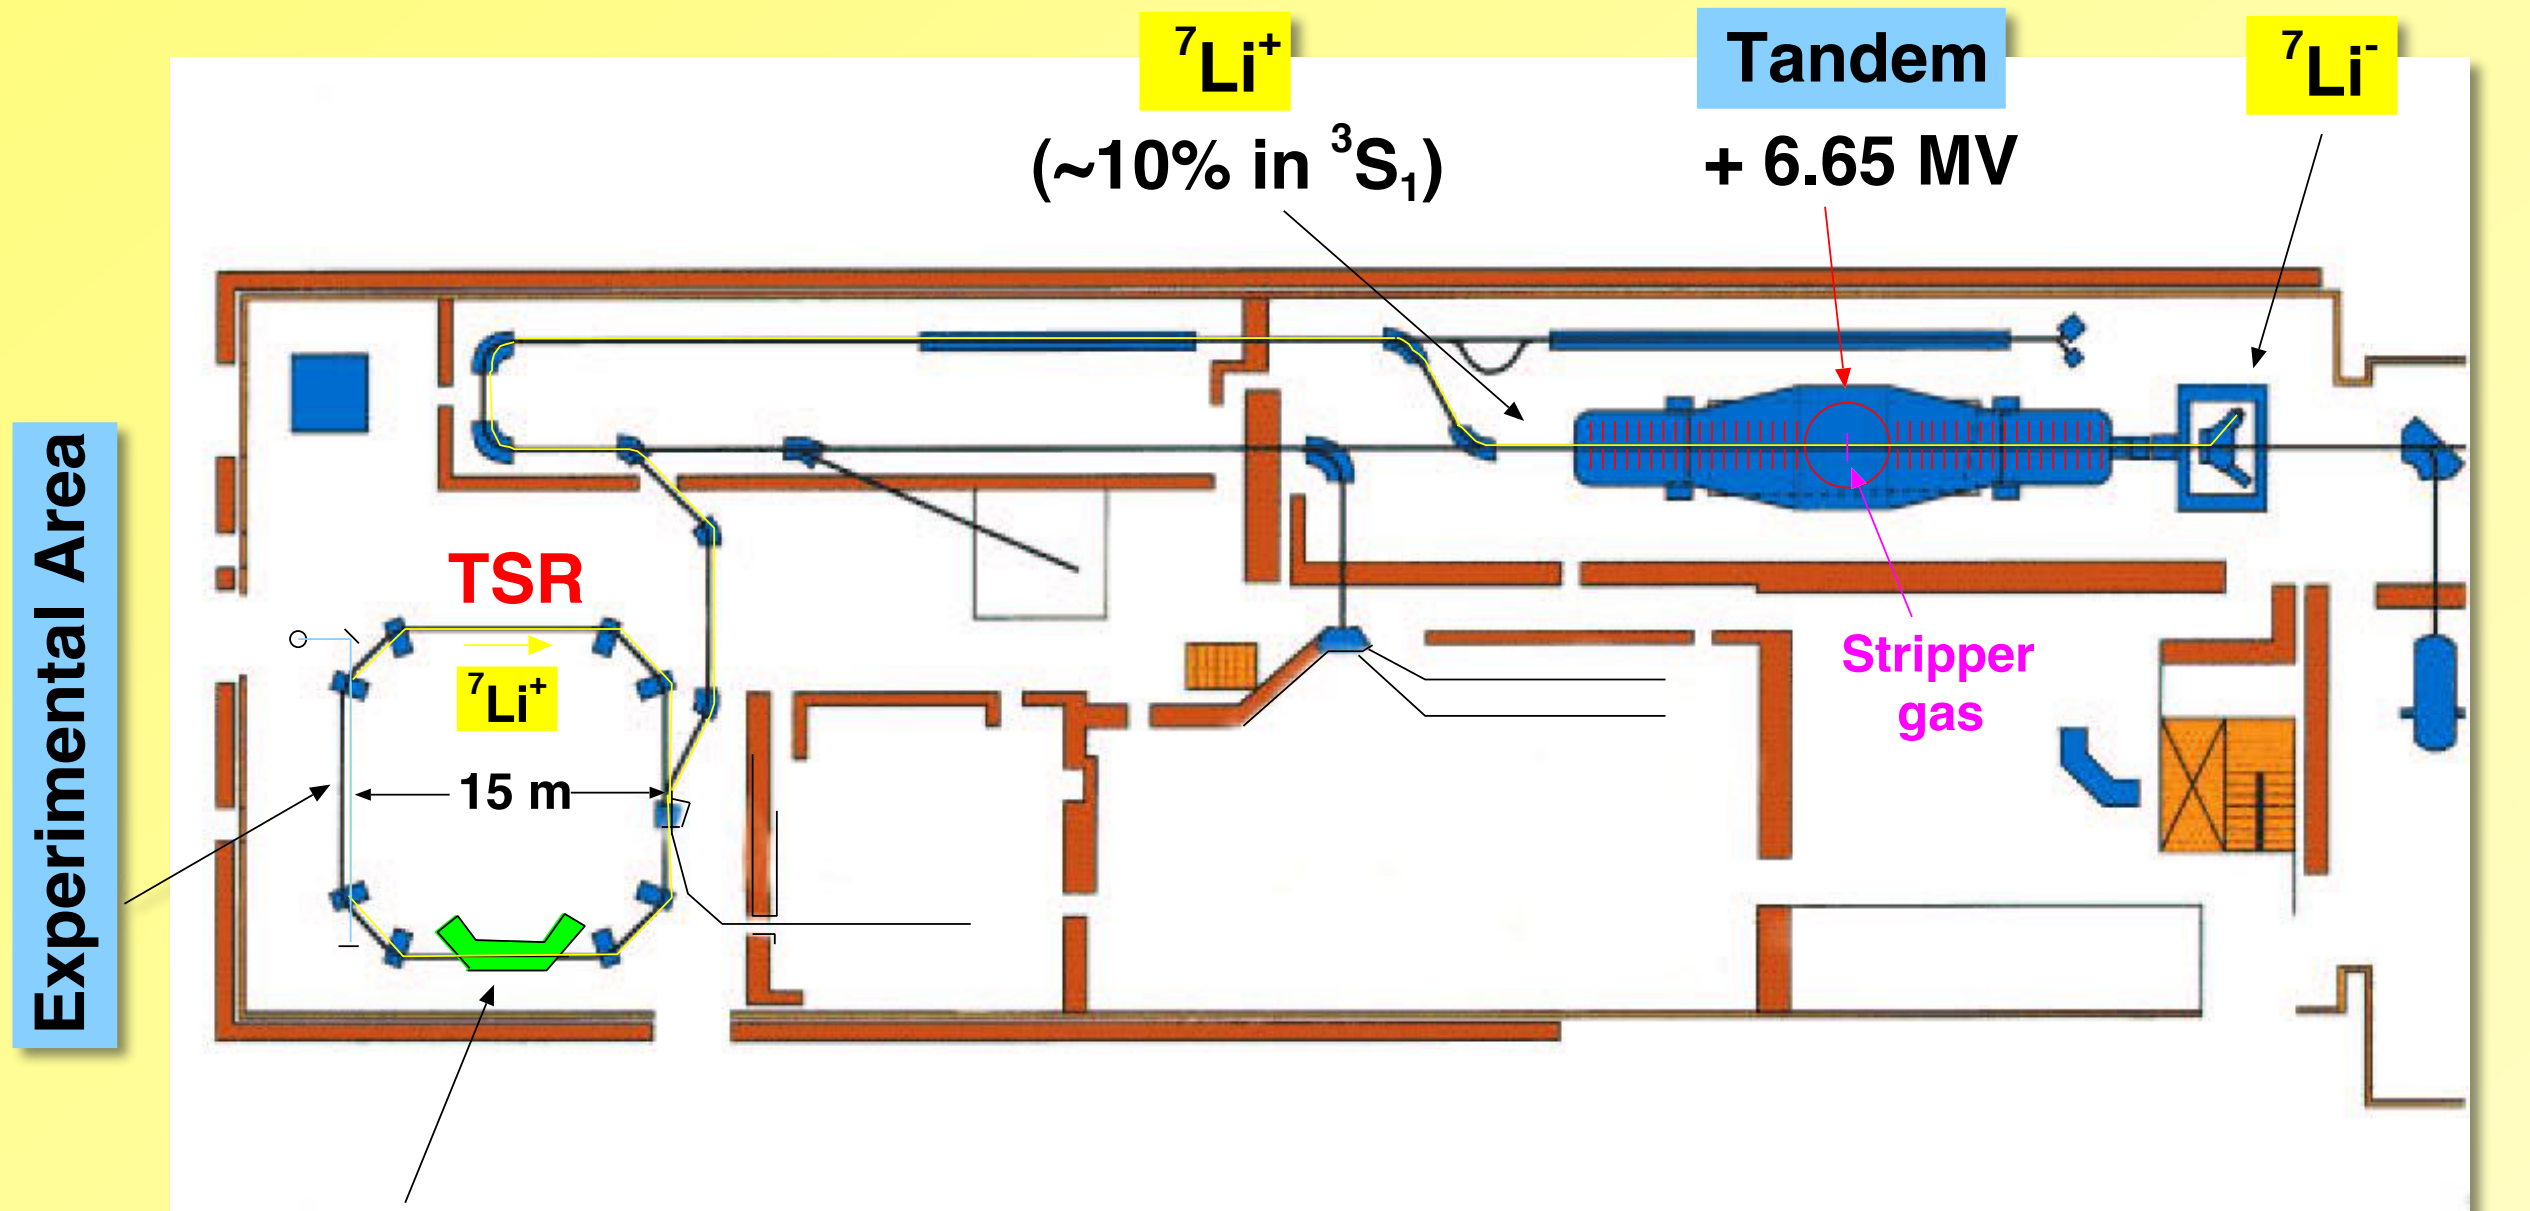 ⁷Li⁺
(~10% in ³S₁)
Tandem
+ 6.65 MV
⁷Li⁻
Experimental Area
TSR
⁷Li⁺
15 m
Stripper
gas